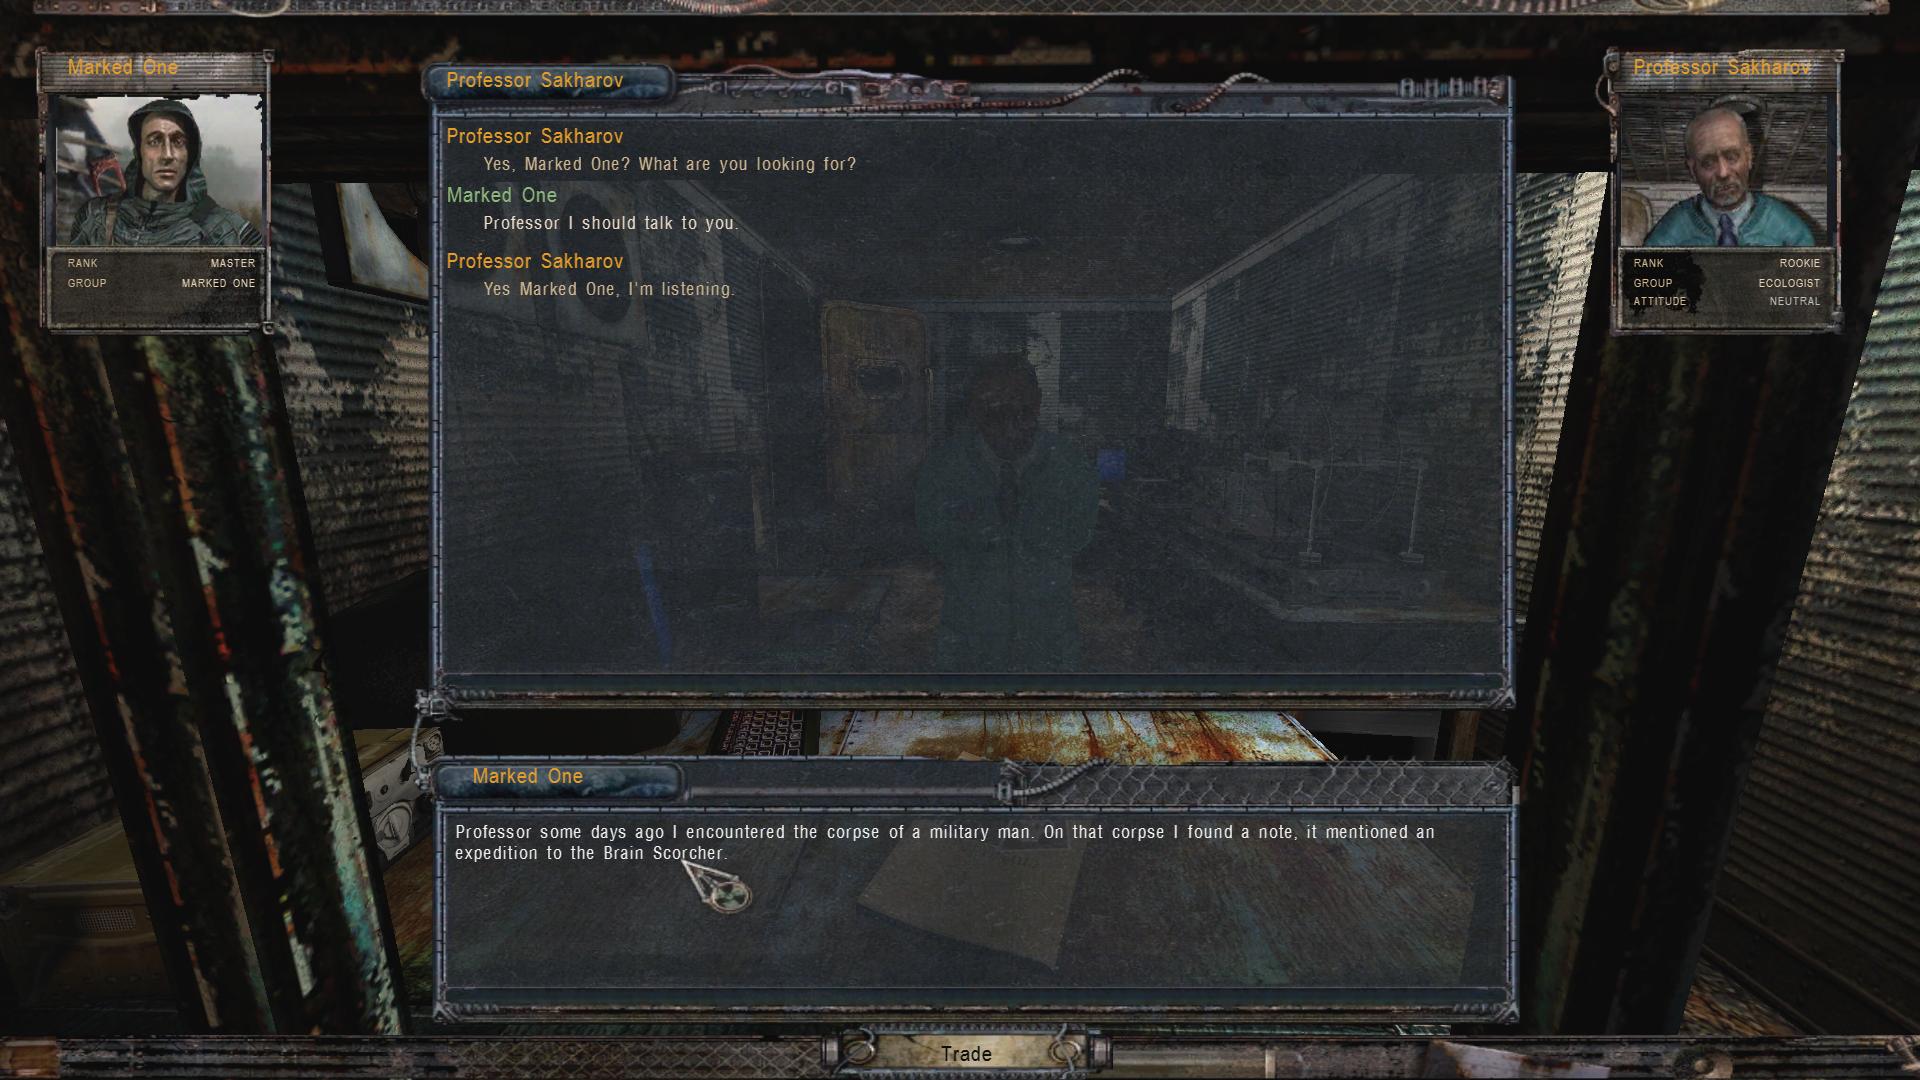 Marked One
RANK MASTER
GROUP MARKED ONE
Professor Sakharov
Professor Sakharov
Yes, Marked One? What are you looking for?
Marked One
Professor I should talk to you.
Professor Sakharov
Yes Marked One, I'm listening.
Professor Sakharov
RANK ROOKIE
GROUP ECOLOGIST
ATTITUDE NEUTRAL
Marked One
Professor some days ago I encountered the corpse of a military man. On that corpse I found a note, it mentioned an
expedition to the Brain Scorcher.
Trade